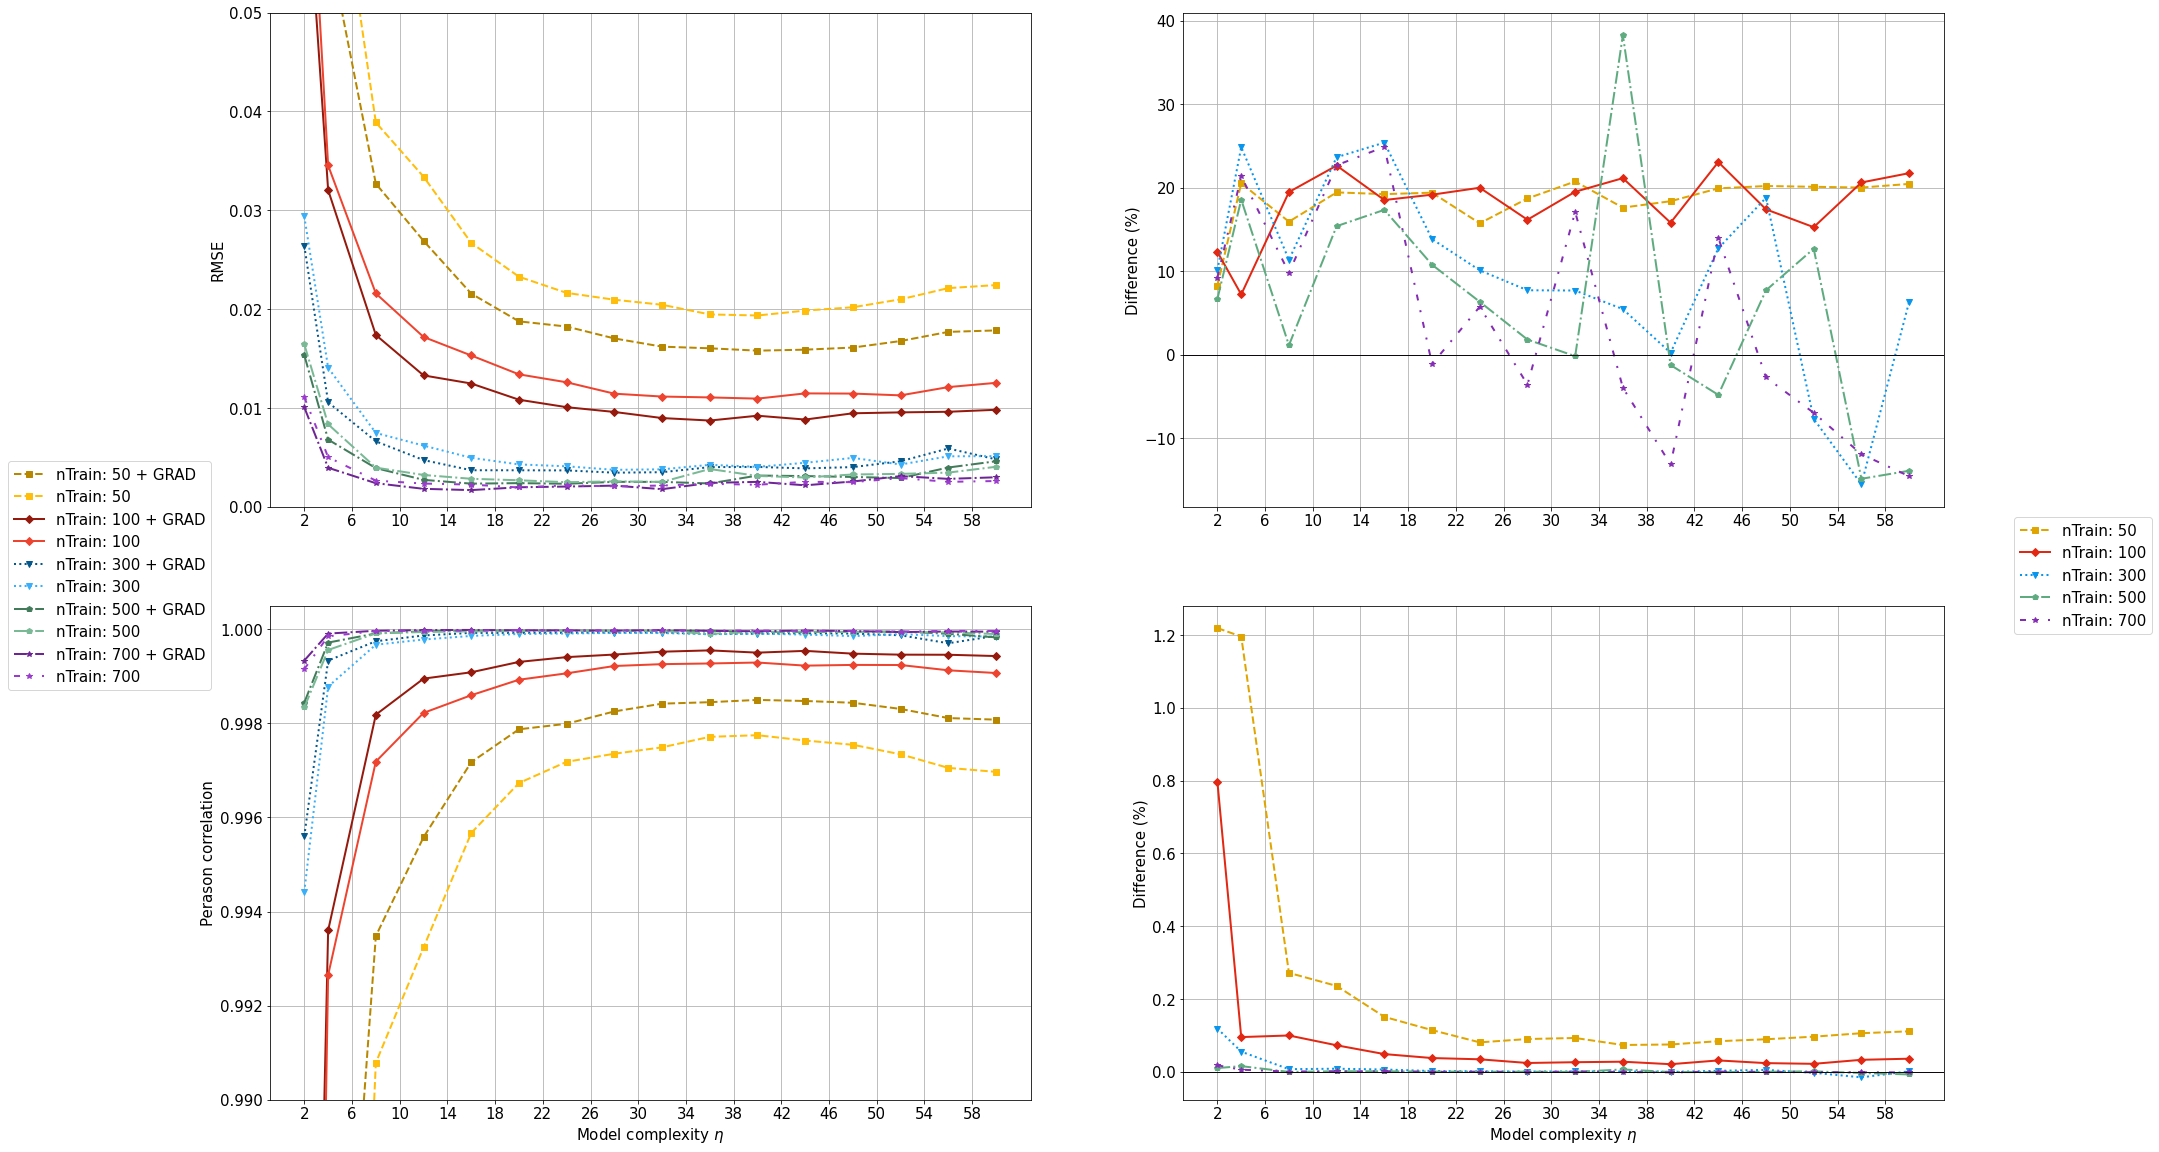 0.05
0.04
0.03
0.02
0.01
0.00
RMSE
2 6 10 14 18 22 26 30 34 38 42 46 50 54 58
40
30
20
10
0
−10
Difference (%)
2 6 10 14 18 22 26 30 34 38 42 46 50 54 58
nTrain: 50 + GRAD
nTrain: 50
nTrain: 100 + GRAD
nTrain: 100
nTrain: 300 + GRAD
nTrain: 300
nTrain: 500 + GRAD
nTrain: 500
nTrain: 700 + GRAD
nTrain: 700
nTrain: 50
nTrain: 100
nTrain: 300
nTrain: 500
nTrain: 700
1.000
0.998
0.996
0.994
0.992
0.990
Perason correlation
2 6 10 14 18 22 26 30 34 38 42 46 50 54 58
Model complexity η
1.2
1.0
0.8
0.6
0.4
0.2
0.0
Difference (%)
2 6 10 14 18 22 26 30 34 38 42 46 50 54 58
Model complexity η